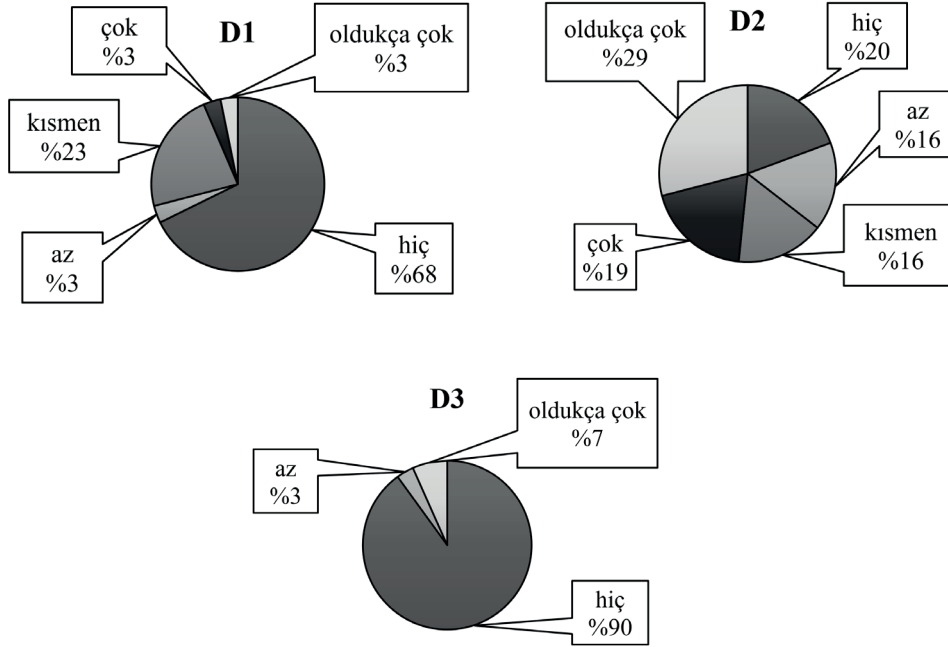 D1
çok
%3
oldukça çok
%3
kısmen
%23
az
%3
hiç
%68
D2
oldukça çok
%29
hiç
%20
az
%16
kısmen
%16
çok
%19
D3
oldukça çok
%7
az
%3
hiç
%90